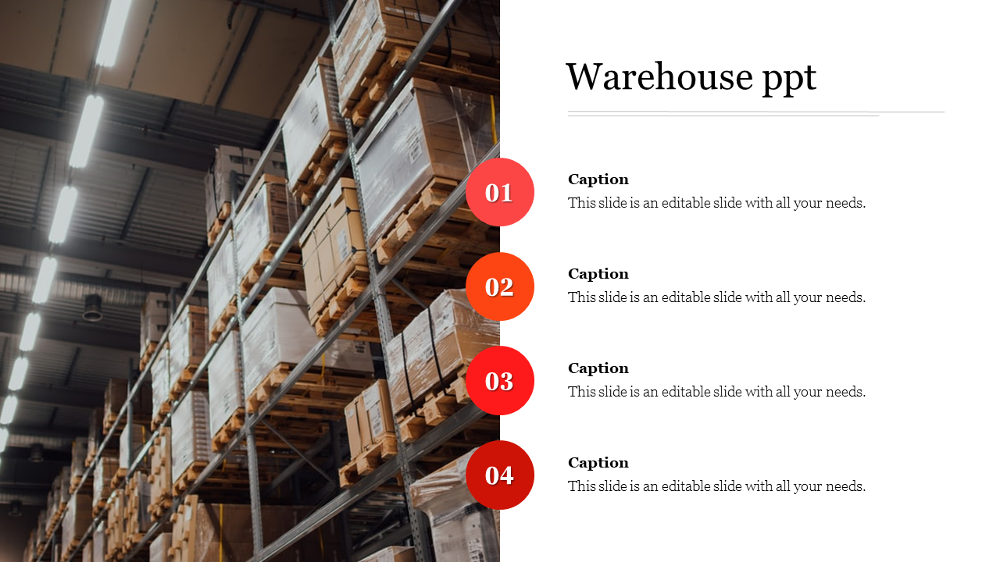 Warehouse ppt
01
Caption
This slide is an editable slide with all your needs.
02
Caption
This slide is an editable slide with all your needs.
03
Caption
This slide is an editable slide with all your needs.
04
Caption
This slide is an editable slide with all your needs.